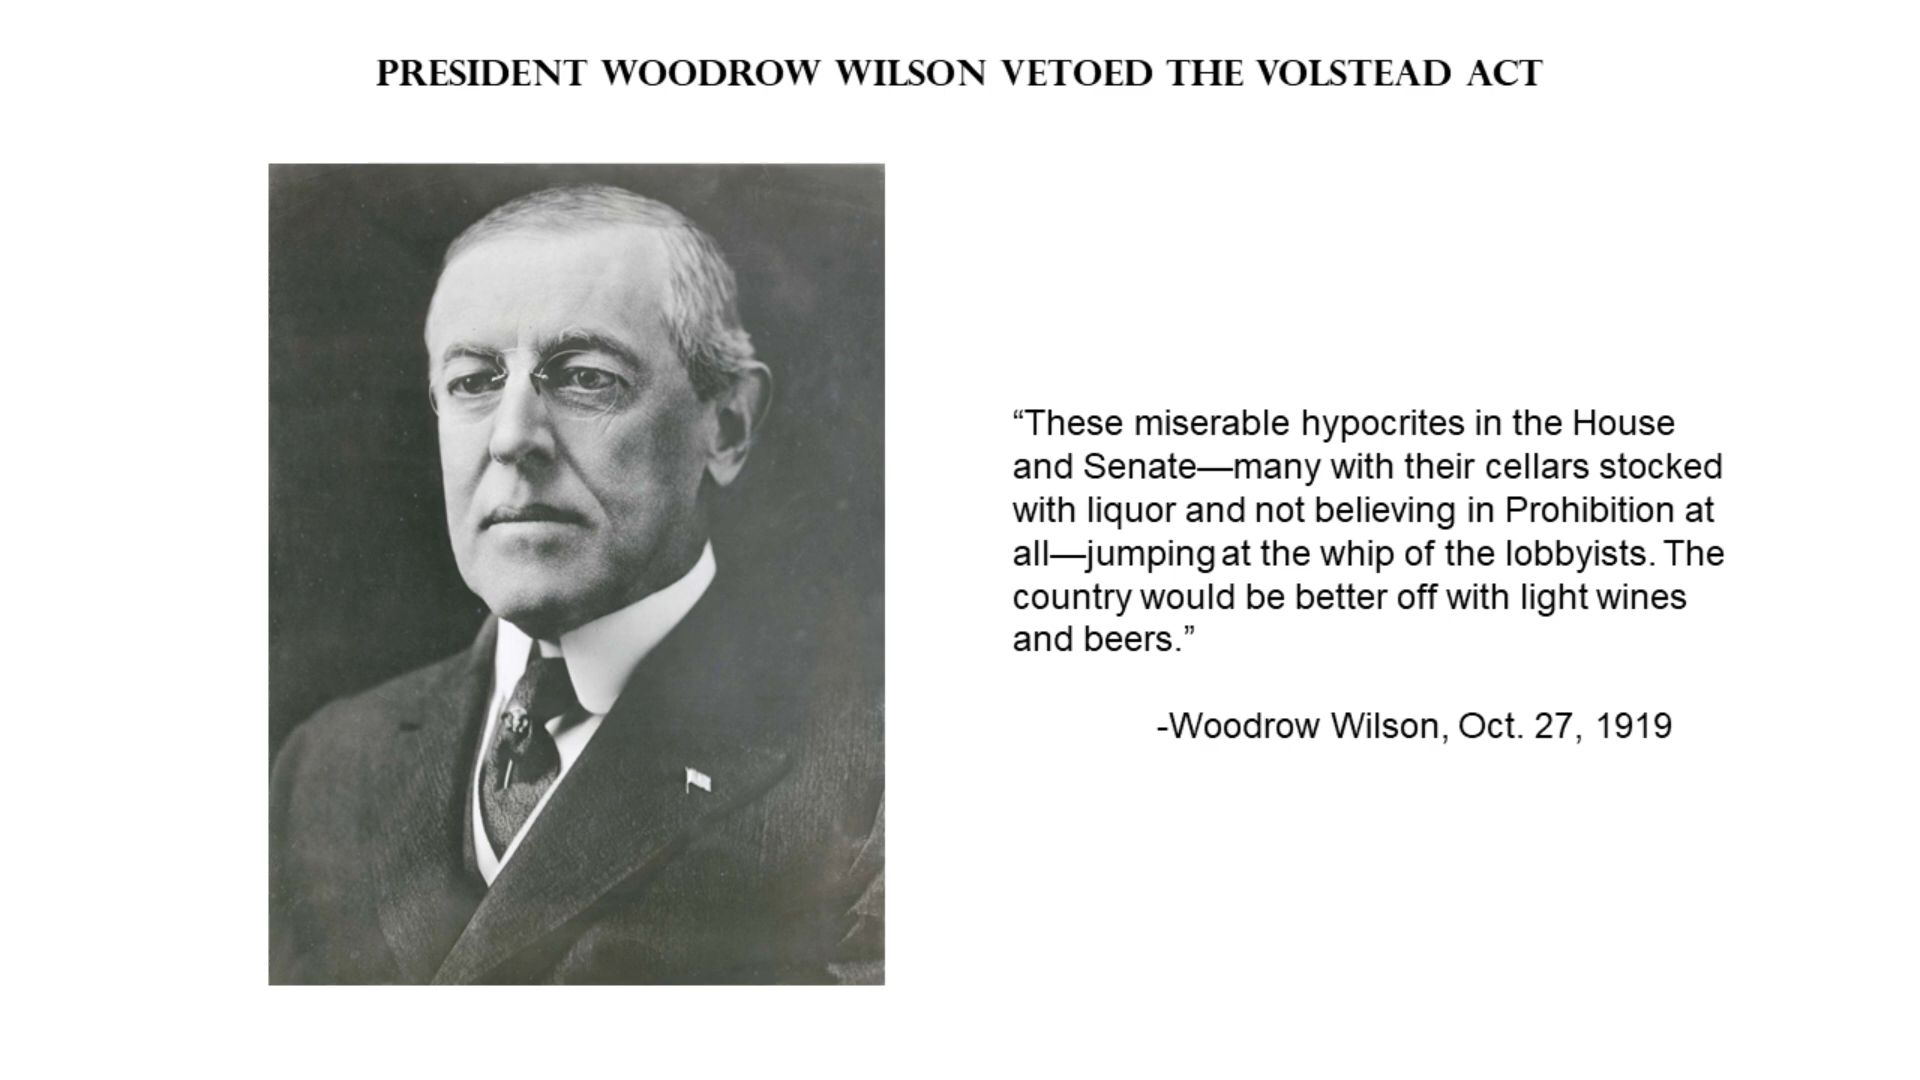 PRESIDENT WOODROW WILSON VETOED THE VOLSTEAD ACT
“These miserable hypocrites in the House
and Senate—many with their cellars stocked
with liquor and not believing in Prohibition at
all—jumping at the whip of the lobbyists. The
country would be better off with light wines
and beers.”
-Woodrow Wilson, Oct. 27, 1919